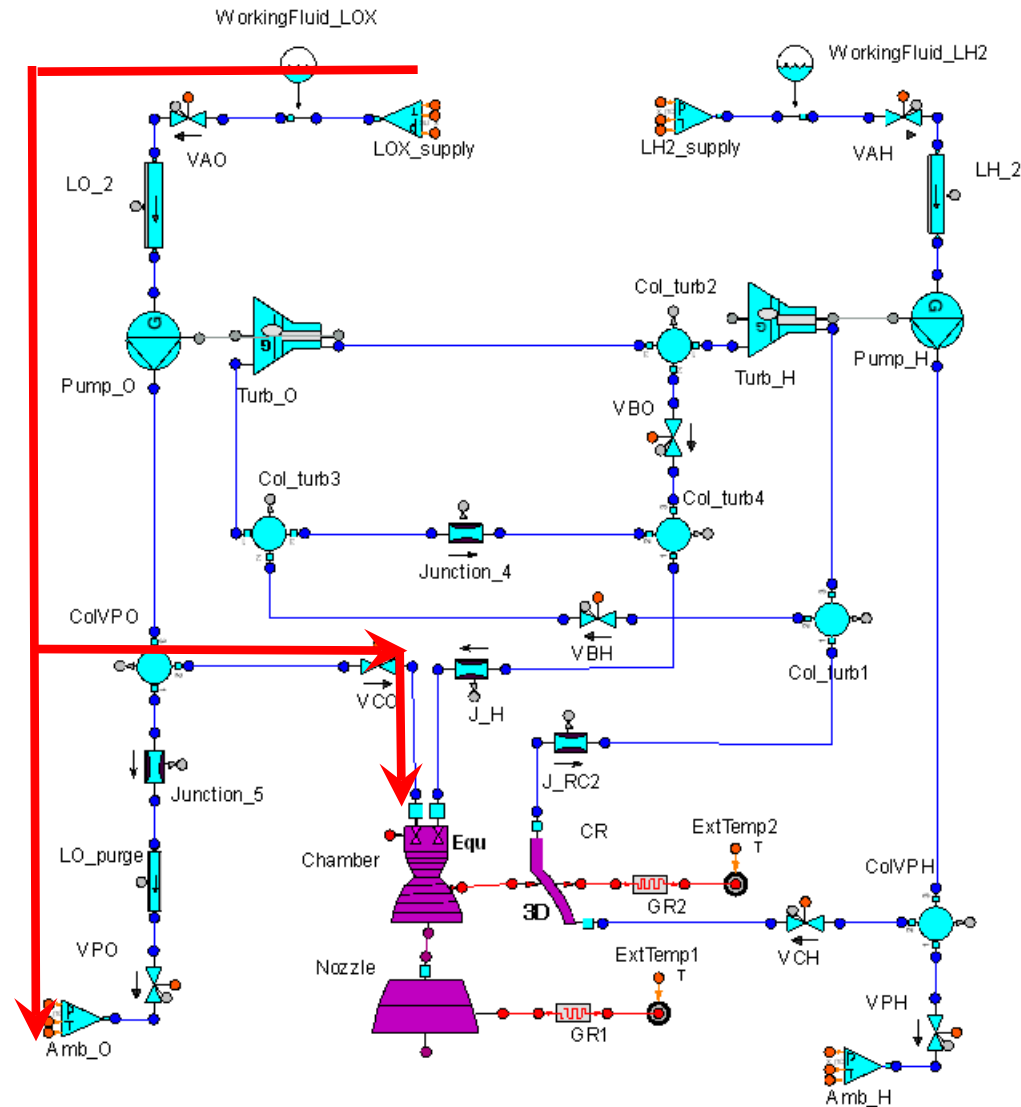 WorkingFluid_LOX
WorkingFluid_LH2
LOX_supply
LH2_supply
VAO
VAH
LO_2
LH_2
Col_turb2
G
G
G
G
Pump_O
Turb_O
Turb_H
Pump_H
VBO
Col_turb3
Col_turb4
Junction_4
ColVPO
VBH
Col_turb1
VCO
J_H
Junction_5
J_RC2
CR
ExtTemp2
T
Chamber
Equ
LO_purge
ColVPH
3D
GR2
VPO
Nozzle
ExtTemp1
T
VCH
VPH
GR1
Amb_O
Amb_H